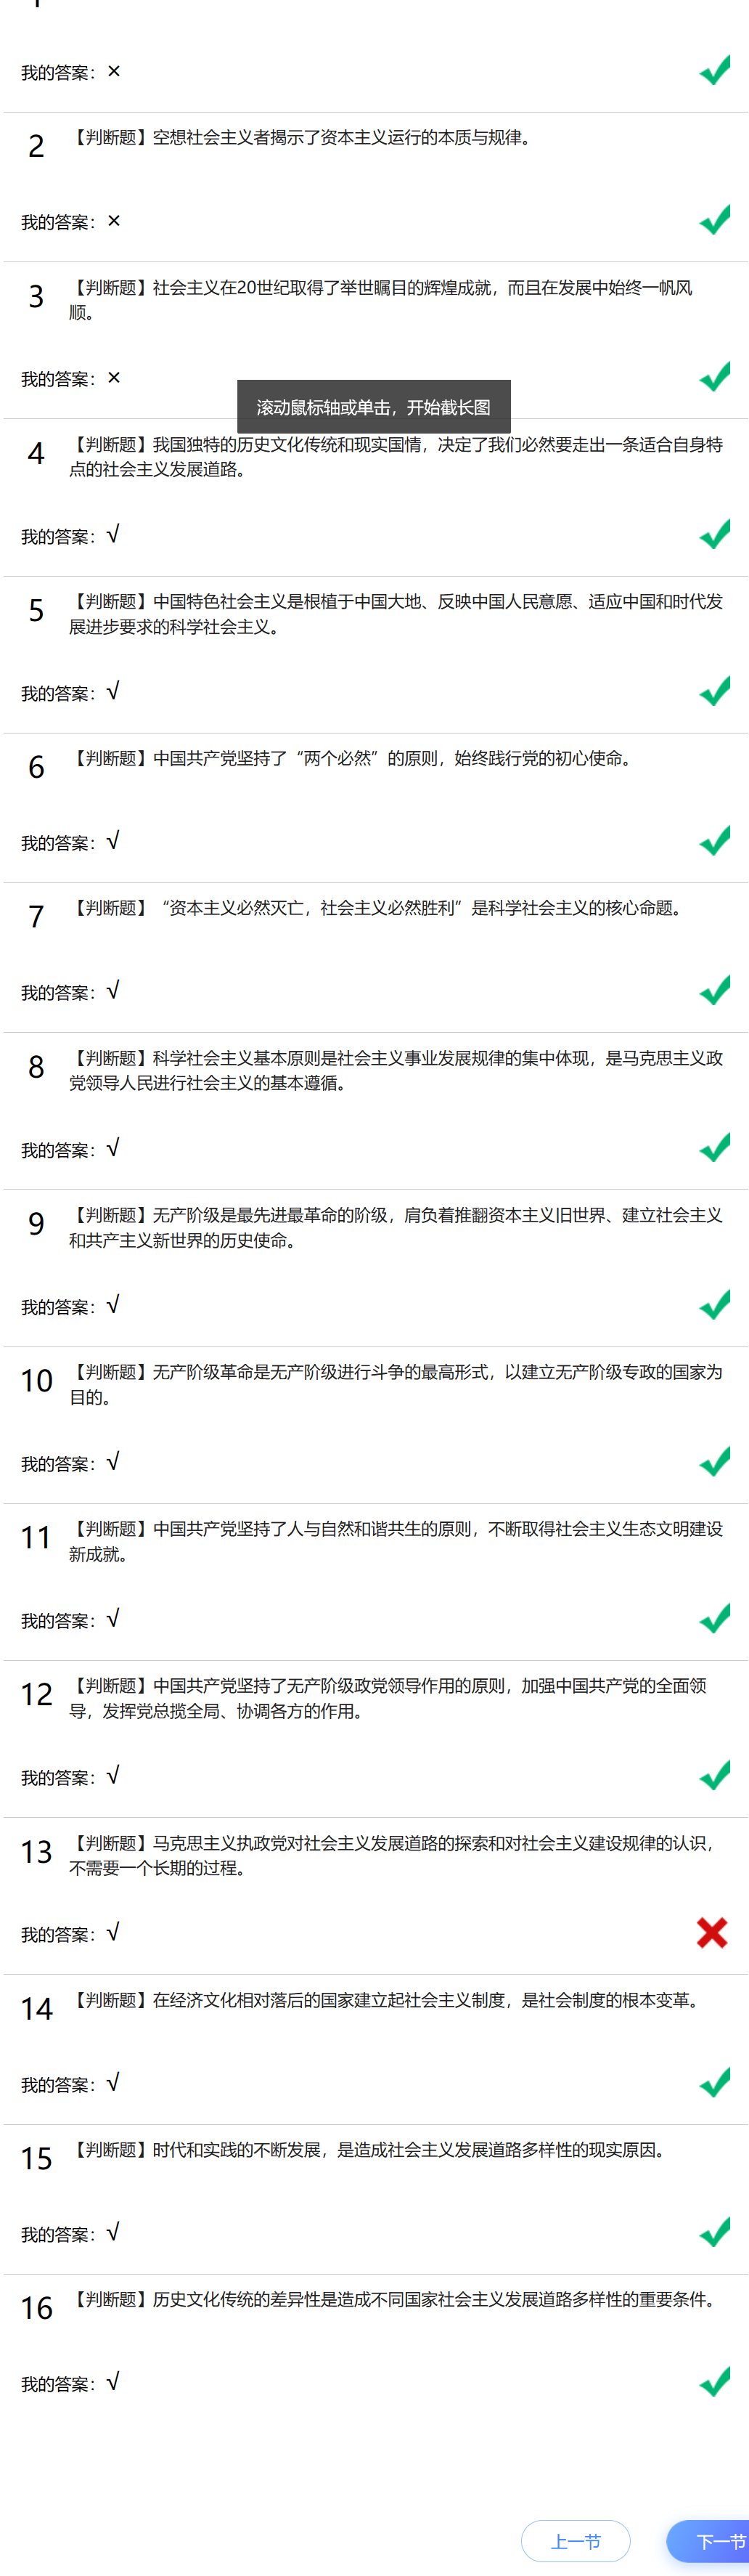 我的答案：×
2
【判断题】空想社会主义者揭示了资本主义运行的本质与规律。
我的答案：×
3
【判断题】社会主义在20世纪取得了举世瞩目的辉煌成就，而且在发展中始终一帆风
顺。
我的答案：×
滚动鼠标轴或单击，开始截长图
4
【判断题】我国独特的历史文化传统和现实国情，决定了我们必然要走出一条适合自身特
点的社会主义发展道路。
我的答案：√
5
【判断题】中国特色社会主义是根植于中国大地、反映中国人民意愿、适应中国和时代发
展进步要求的科学社会主义。
我的答案：√
6
【判断题】中国共产党坚持了“两个必然”的原则，始终践行党的初心使命。
我的答案：√
7
【判断题】“资本主义必然灭亡，社会主义必然胜利”是科学社会主义的核心命题。
我的答案：√
8
【判断题】科学社会主义基本原则是社会主义事业发展规律的集中体现，是马克思主义政
党领导人民进行社会主义的基本遵循。
我的答案：√
9
【判断题】无产阶级是最先进最革命的阶级，肩负着推翻资本主义旧世界、建立社会主义
和共产主义新世界的历史使命。
我的答案：√
10
【判断题】无产阶级革命是无产阶级进行斗争的最高形式，以建立无产阶级专政的国家为
目的。
我的答案：√
11
【判断题】中国共产党坚持了人与自然和谐共生的原则，不断取得社会主义生态文明建设
新成就。
我的答案：√
12
【判断题】中国共产党坚持了无产阶级政党领导作用的原则，加强中国共产党的全面领
导，发挥党总揽全局、协调各方的作用。
我的答案：√
13
【判断题】马克思主义执政党对社会主义发展道路的探索和对社会主义建设规律的认识，
不需要一个长期的过程。
我的答案：√
14
【判断题】在经济文化相对落后的国家建立起社会主义制度，是社会制度的根本变革。
我的答案：√
15
【判断题】时代和实践的不断发展，是造成社会主义发展道路多样性的现实原因。
我的答案：√
16
【判断题】历史文化传统的差异性是造成不同国家社会主义发展道路多样性的重要条件。
我的答案：√
上一节
下一节